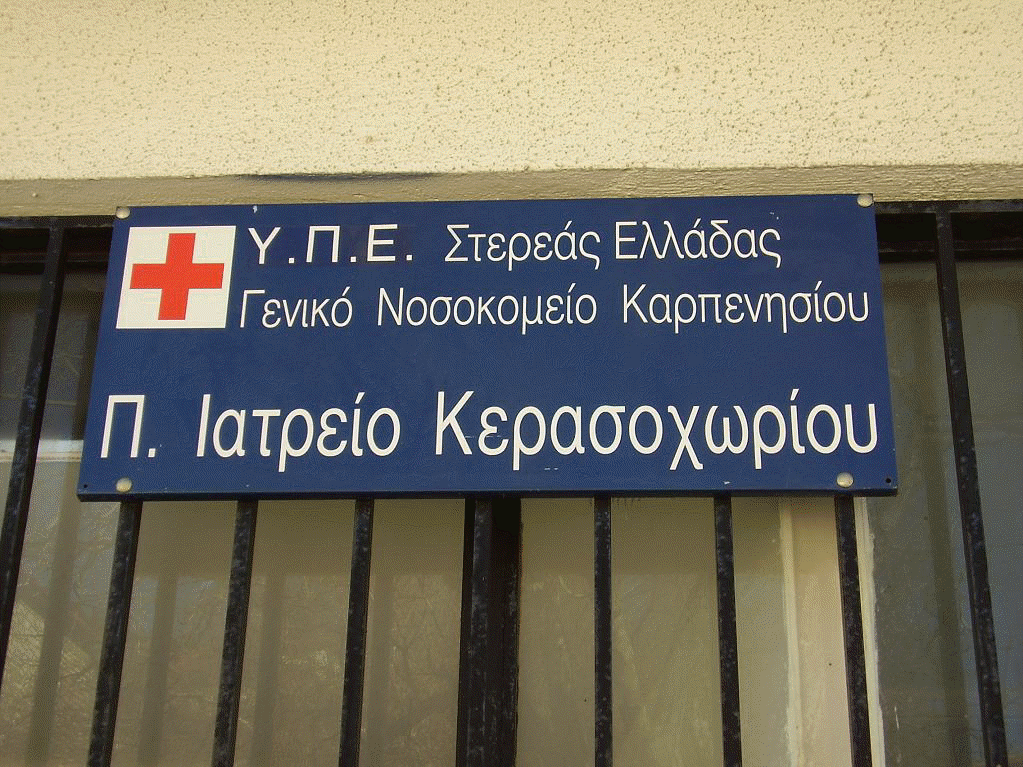 Υ.Π.Ε. Στερεάς Ελλάδας
Γενικό Νοσοκομείο Καρπενησίου
Π. Ιατρείο Κερασοχωρίου